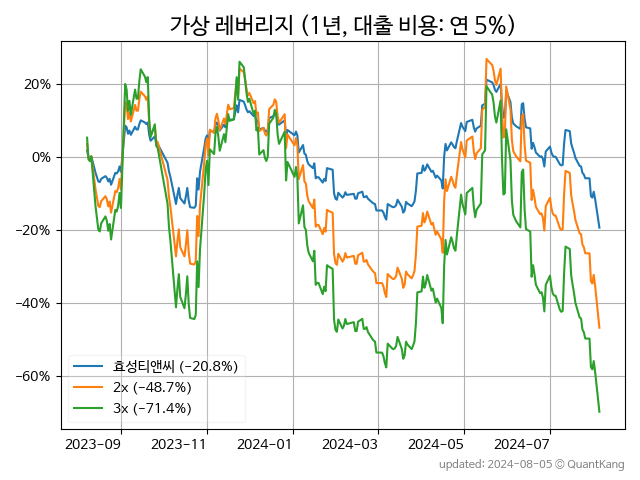 가상 레버리지 (1년, 대출 비용: 연 5%)
20%
0%
−20%
−40%
−60%
효성티앤씨 (−20.8%)
2x (−48.7%)
3x (−71.4%)
2023-09 2023-11 2024-01 2024-03 2024-05 2024-07
updated: 2024-08-05 © QuantKang